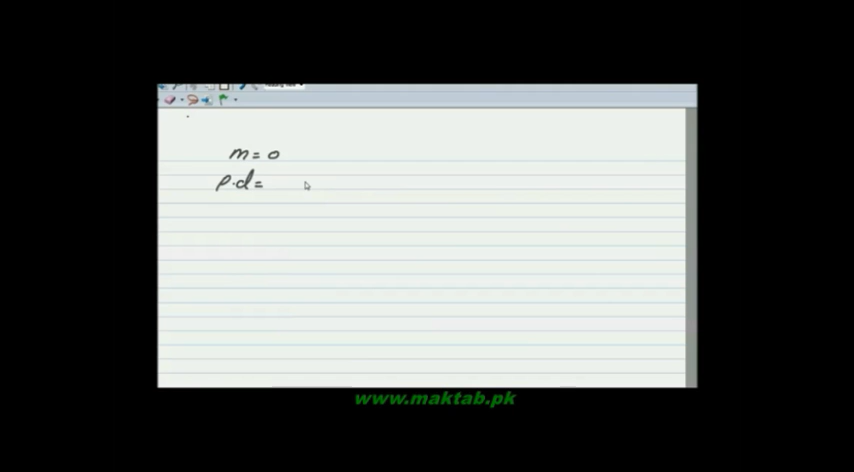 m = 0
p.d =
www.maktab.pk